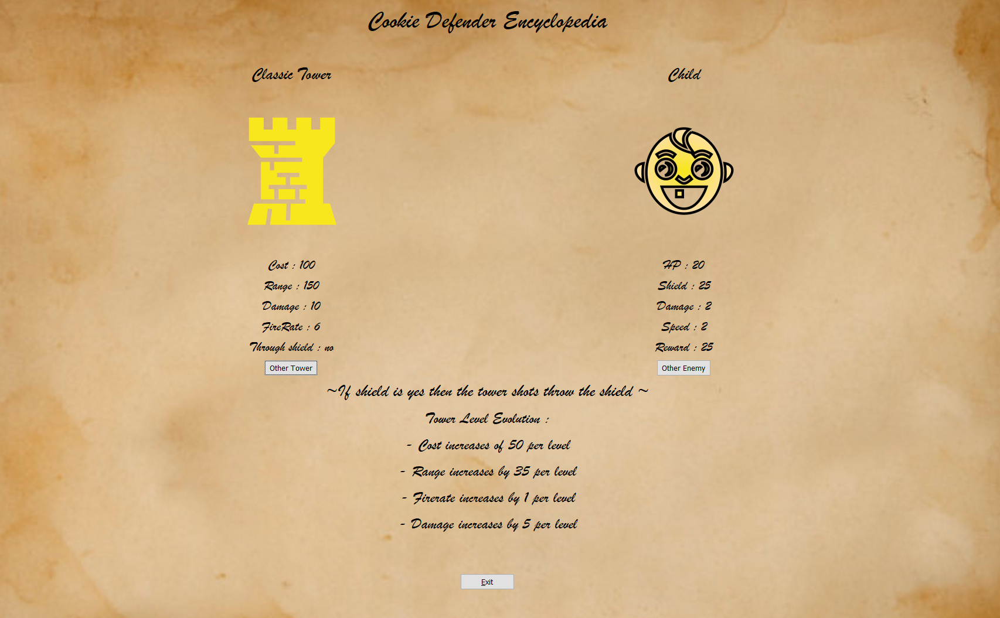 Cookie Defender Encyclopedia
Classic Tower
Child
Cost : 100
Range : 150
Damage : 10
FireRate : 6
Through shield : no
Other Tower
HP : 20
Shield : 25
Damage : 2
Speed : 2
Reward : 25
Other Enemy
~If shield is yes then the tower shots throw the shield ~
Tower Level Evolution :
- Cost increases of 50 per level
- Range increases by 35 per level
- Firerate increases by 1 per level
- Damage increases by 5 per level
Exit